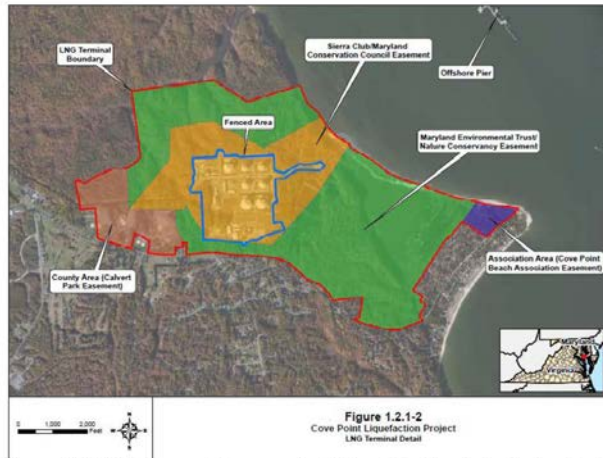 LNG Terminal
Boundary
Sierra Club/Maryland
Conservation Council Easement
Offshore Pier
Fenced Area
Maryland Environmental Trust/
Nature Conservancy Easement
Association Area (Cove Point
Beach Association Easement)
County Area (Calvert
Park Easement)
Maryland
Virginia
0 1,000 2,000
Feet
Figure 1.2.1-2
Cove Point Liquefaction Project
LNG Terminal Detail